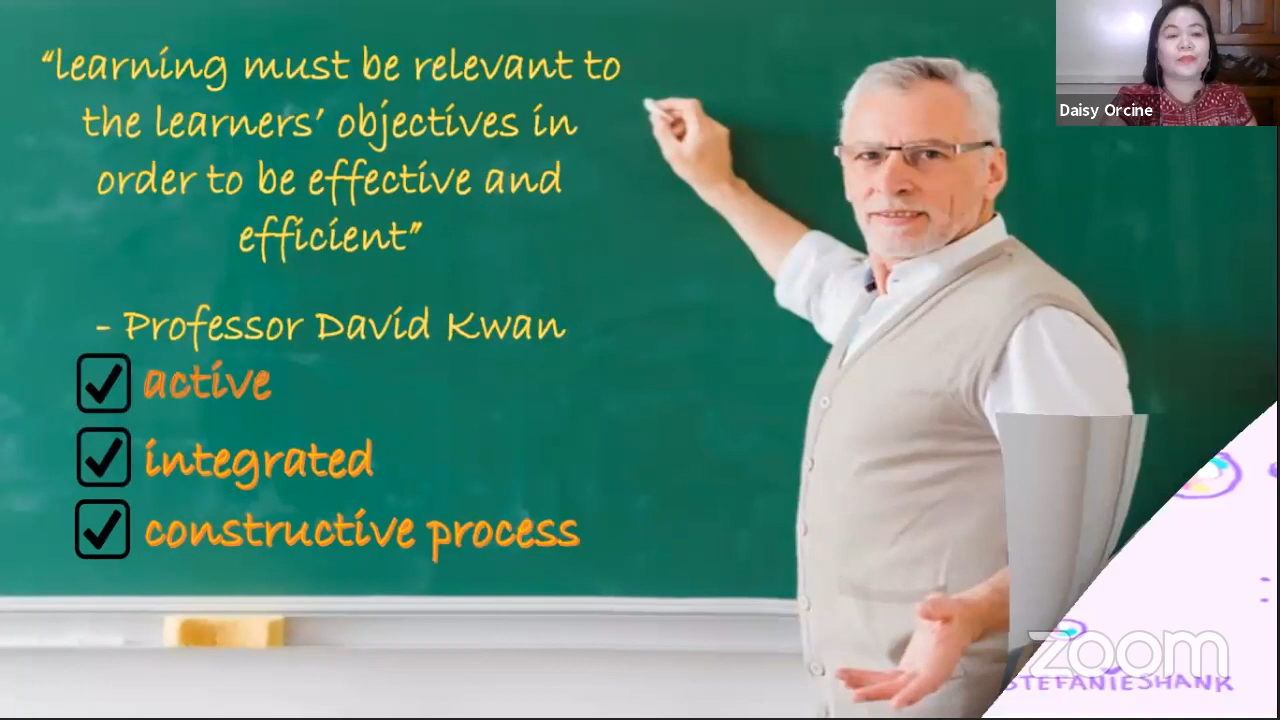 “learning must be relevant to
the learners’ objectives in
order to be effective and
efficient”
- Professor David Kwan
active
integrated
constructive process
Daisy Orcine
zoom
STEFANIESHANK